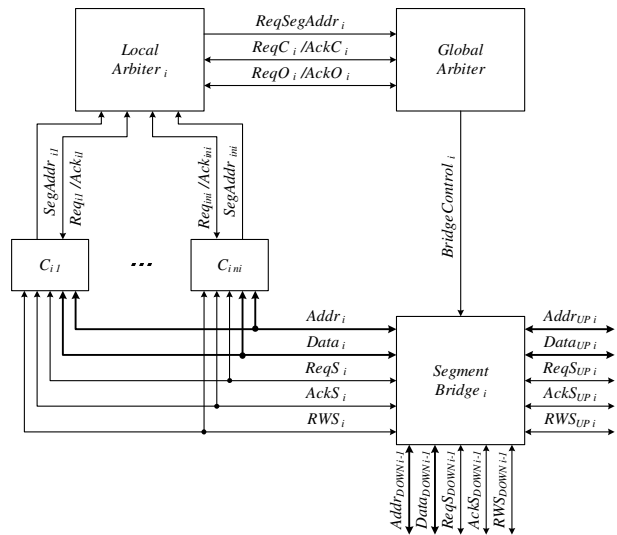 Local
Arbiter i
ReqSegAddr i
ReqC i /AckC i
ReqO i /AckO i
Global
Arbiter
SegAddr i1
Req i1 /Ack i1
Req ini /Ack ini
SegAddr ini
BridgeControl i
C i1
...
C ini
Addr i
Data i
ReqS i
AckS i
RWS i
Segment
Bridge i
Addr UP i
Data UP i
ReqS UP i
AckS UP i
RWS UP i
Addr DOWN i-1
Data DOWN i-1
ReqS DOWN i-1
AckS DOWN i-1
RWS DOWN i-1